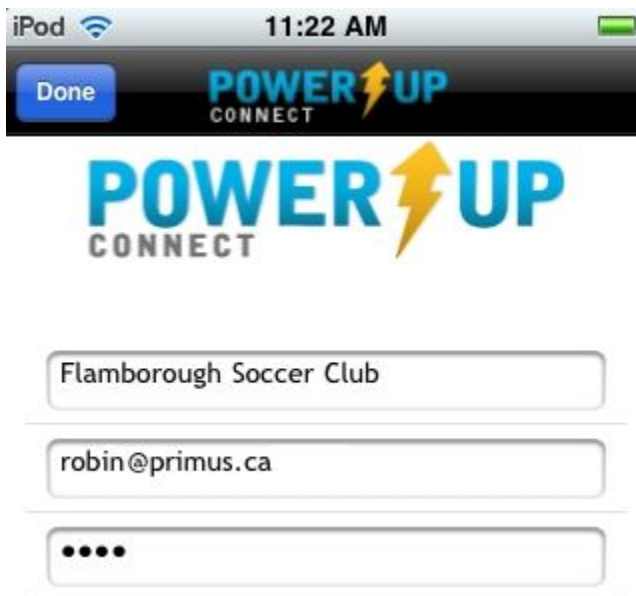 iPod 11:22 AM
Done POWER UP
CONNECT
POWER UP
CONNECT
Flamborough Soccer Club
robin@primus.ca
••••